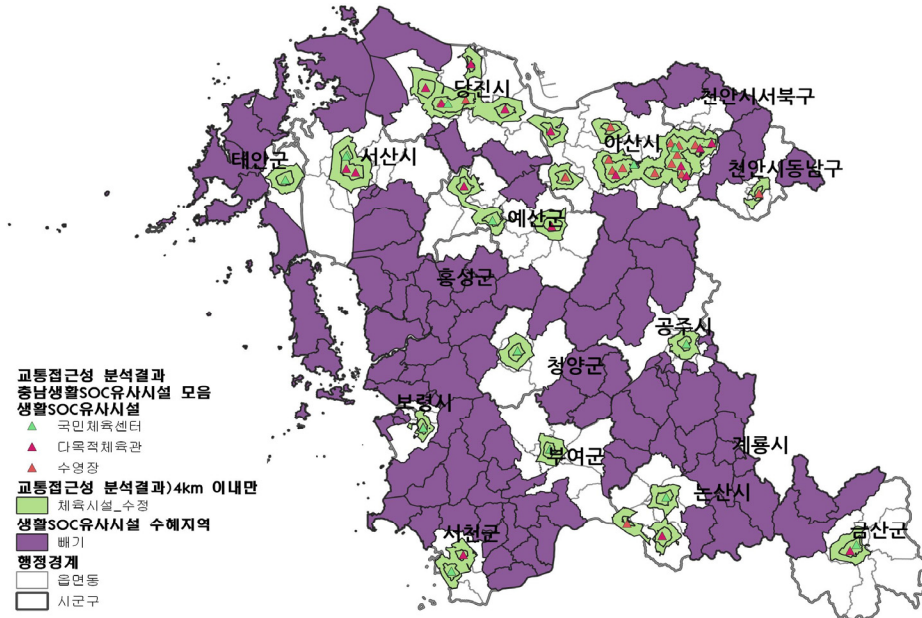 당진시
천안시서북구
아산시
태안군
서산시
천안시동남구
예산군
홍성군
공주시
청양군
보령시
계룡시
부여군
논산시
서천군
금산군
교통접근성 분석결과
충남생활SOC유사시설 모음
생활SOC유사시설
국민체육센터
다목적체육관
수영장
교통접근성 분석결과)4km 이내만
체육시설_수정
생활SOC유사시설 수혜지역
빼기
행정경계
읍면동
시군구